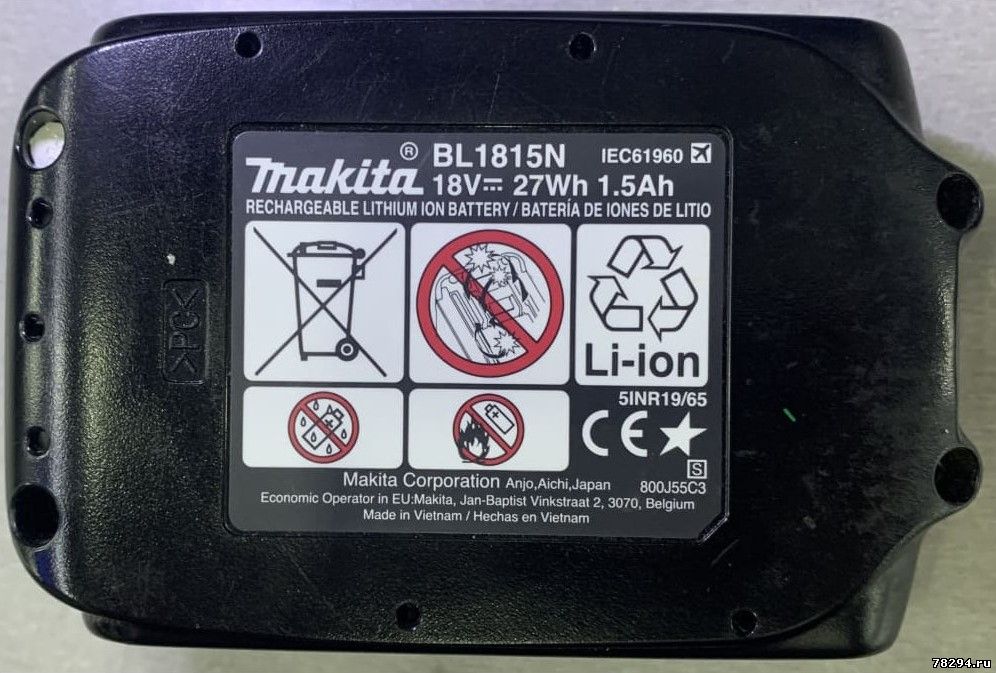 makita® BL1815N IEC61960
18V⎓ 27Wh 1.5Ah
RECHARGEABLE LITHIUM ION BATTERY / BATERÍA DE IONES DE LITIO
Li-ion
5INR19/65
CE
S
>PC<
Makita Corporation Anjo,Aichi,Japan 800J55C3
Economic Operator in EU:Makita, Jan-Baptist Vinkstraat 2, 3070, Belgium
Made in Vietnam / Hechas en Vietnam
78294.ru